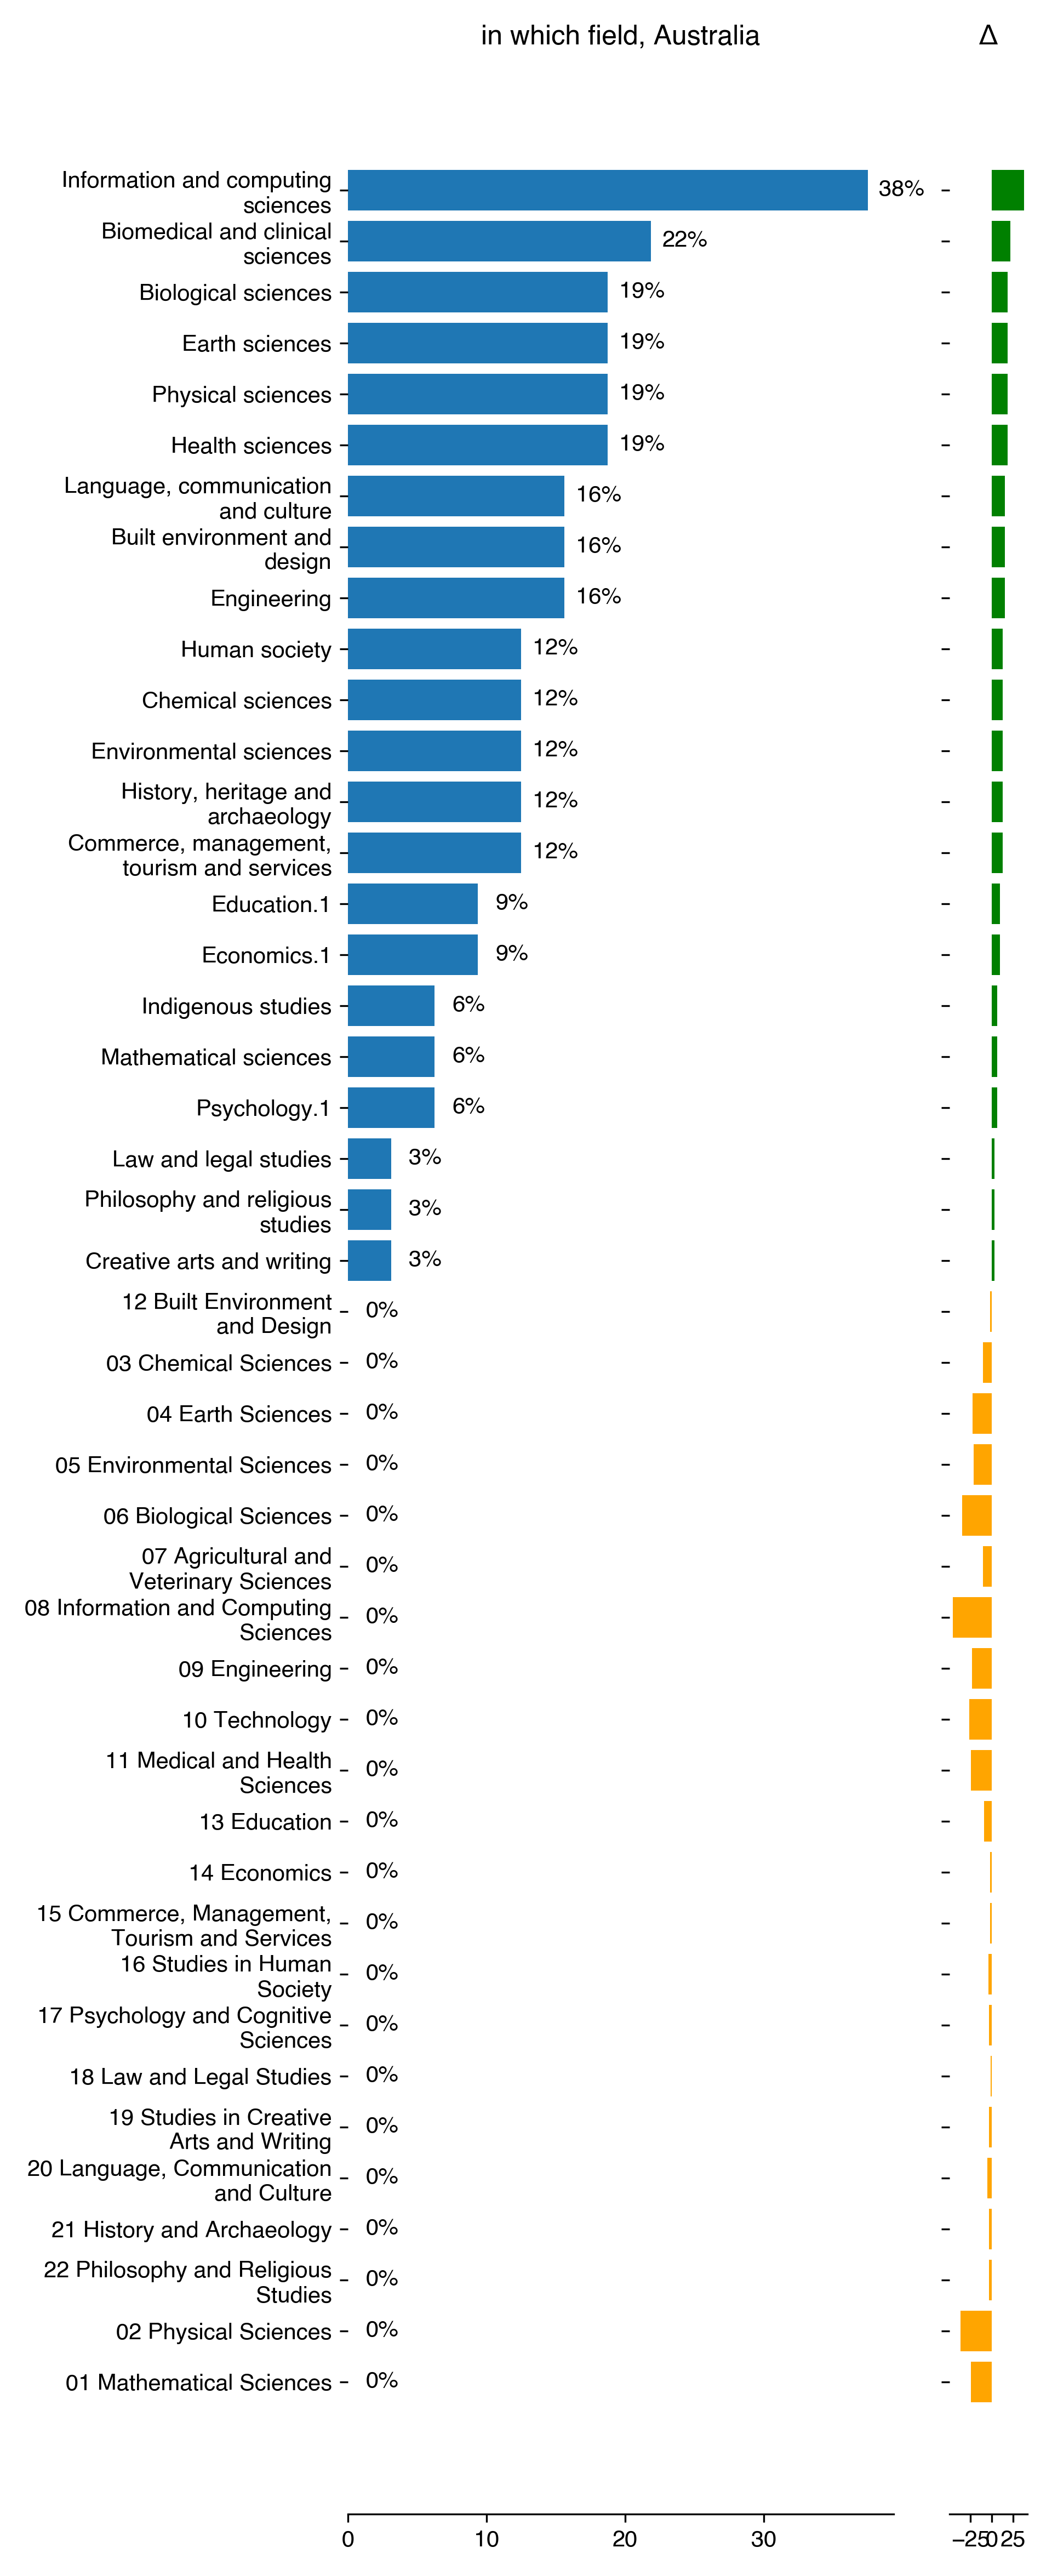 in which field, Australia
Δ
Information and computing
sciences
38%
Biomedical and clinical
sciences
22%
Biological sciences
19%
Earth sciences
19%
Physical sciences
19%
Health sciences
19%
Language, communication
and culture
16%
Built environment and
design
16%
Engineering
16%
Human society
12%
Chemical sciences
12%
Environmental sciences
12%
History, heritage and
archaeology
12%
Commerce, management,
tourism and services
12%
Education.1
9%
Economics.1
9%
Indigenous studies
6%
Mathematical sciences
6%
Psychology.1
6%
Law and legal studies
3%
Philosophy and religious
studies
3%
Creative arts and writing
3%
12 Built Environment
and Design
0%
03 Chemical Sciences
0%
04 Earth Sciences
0%
05 Environmental Sciences
0%
06 Biological Sciences
0%
07 Agricultural and
Veterinary Sciences
0%
08 Information and Computing
Sciences
0%
09 Engineering
0%
10 Technology
0%
11 Medical and Health
Sciences
0%
13 Education
0%
14 Economics
0%
15 Commerce, Management,
Tourism and Services
0%
16 Studies in Human
Society
0%
17 Psychology and Cognitive
Sciences
0%
18 Law and Legal Studies
0%
19 Studies in Creative
Arts and Writing
0%
20 Language, Communication
and Culture
0%
21 History and Archaeology
0%
22 Philosophy and Religious
Studies
0%
02 Physical Sciences
0%
01 Mathematical Sciences
0%
0 10 20 30
−25 0 25